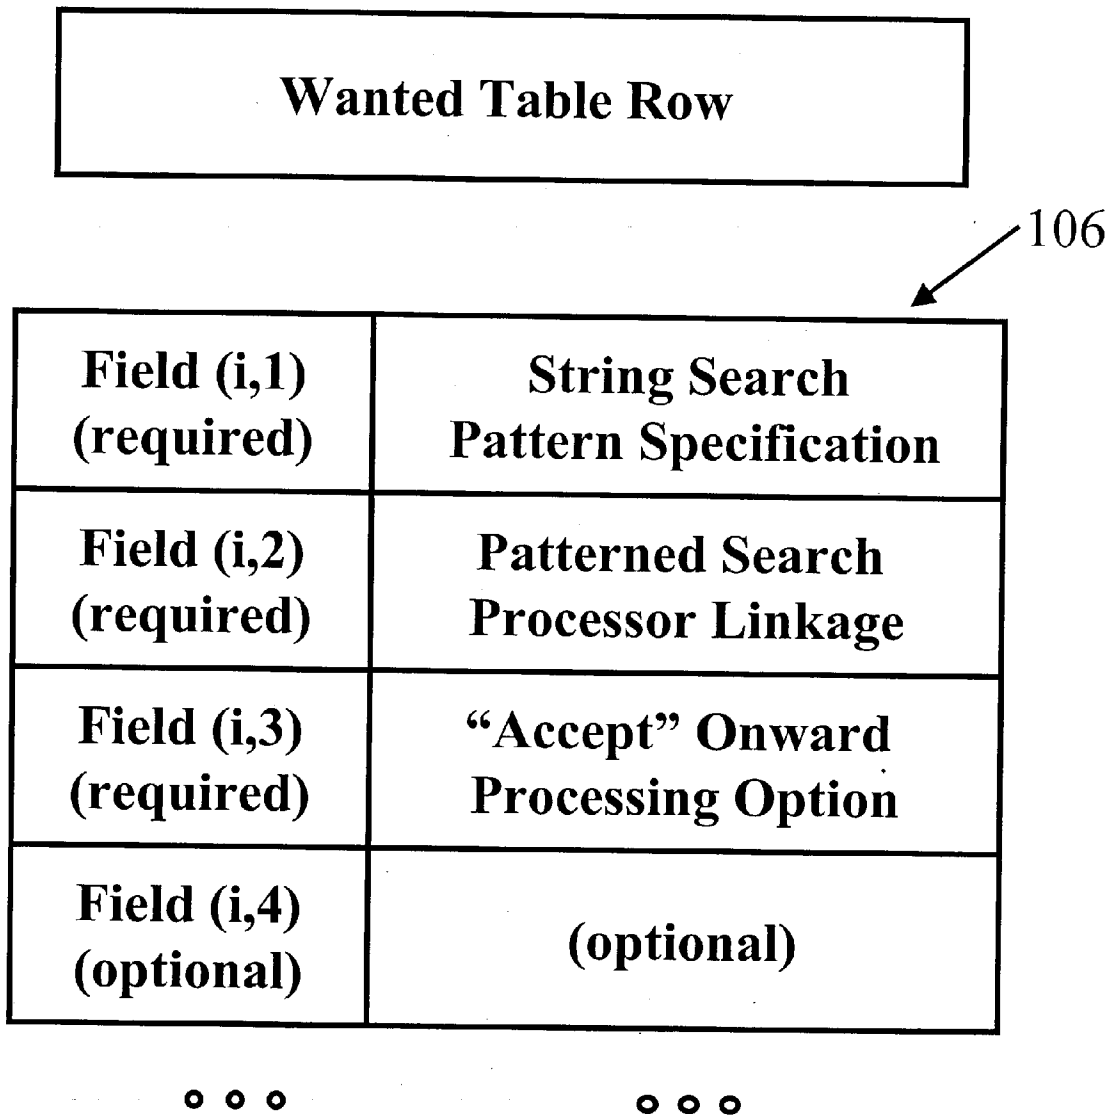 Wanted Table Row
106
Field (i,1)
(required)
String Search
Pattern Specification
Field (i,2)
(required)
Patterned Search
Processor Linkage
Field (i,3)
(required)
“Accept” Onward
Processing Option
Field (i,4)
(optional)
(optional)